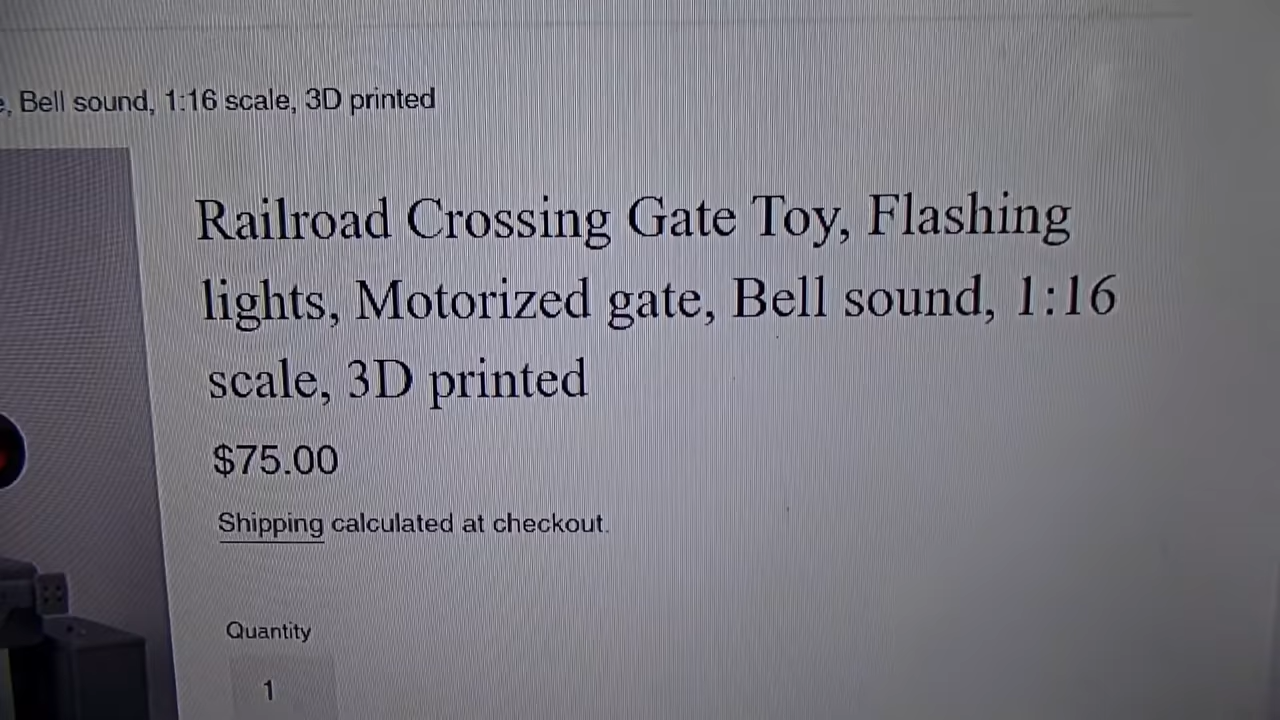 , Bell sound, 1:16 scale, 3D printed
Railroad Crossing Gate Toy, Flashing
lights, Motorized gate, Bell sound, 1:16
scale, 3D printed
$75.00
Shipping calculated at checkout.
Quantity
1